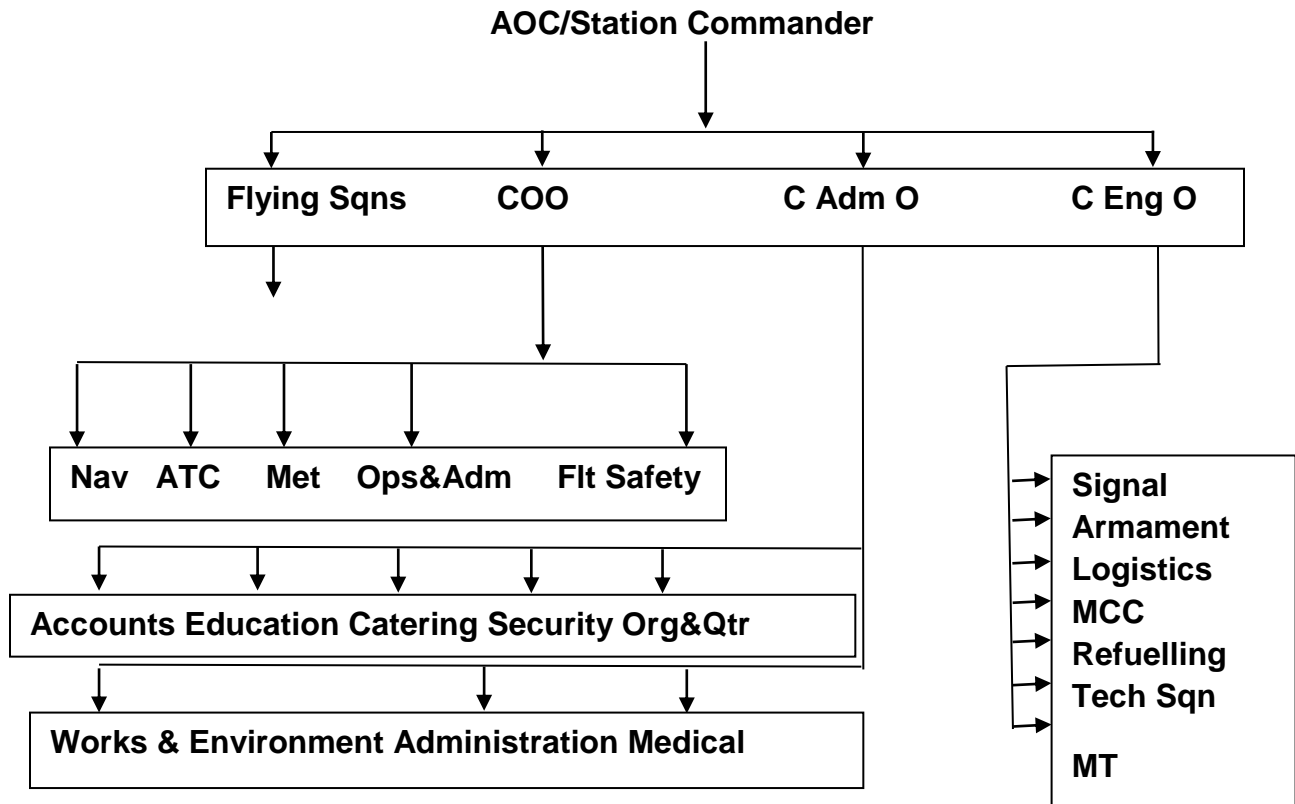 AOC/Station Commander
Flying Sqns COO C Adm O C Eng O
Nav ATC Met Ops&Adm Flt Safety
Accounts Education Catering Security Org&Qtr
Works & Environment Administration Medical
Signal
Armament
Logistics
MCC
Refuelling
Tech Sqn
MT